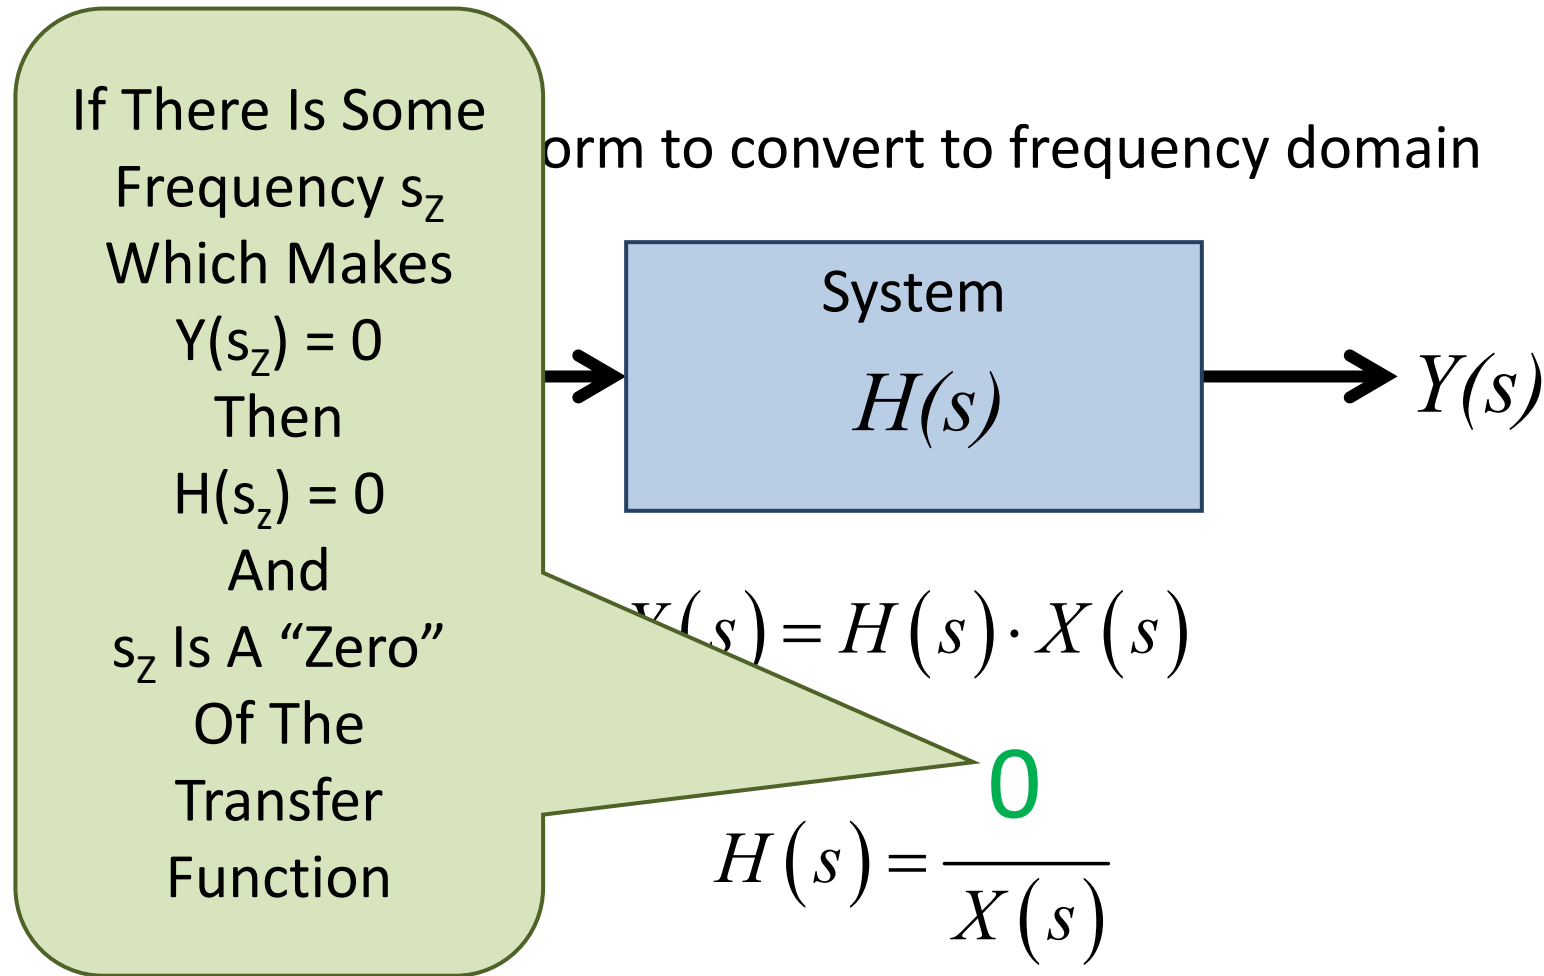 If There Is Some
Frequency sZ
Which Makes
Y(sZ) = 0
Then
H(sz) = 0
And
sZ Is A “Zero”
Of The
Transfer
Function
orm to convert to frequency domain
System
H(s)
Y(s)
(s) = H(s) · X(s)
0
H(s) = 
X(s)